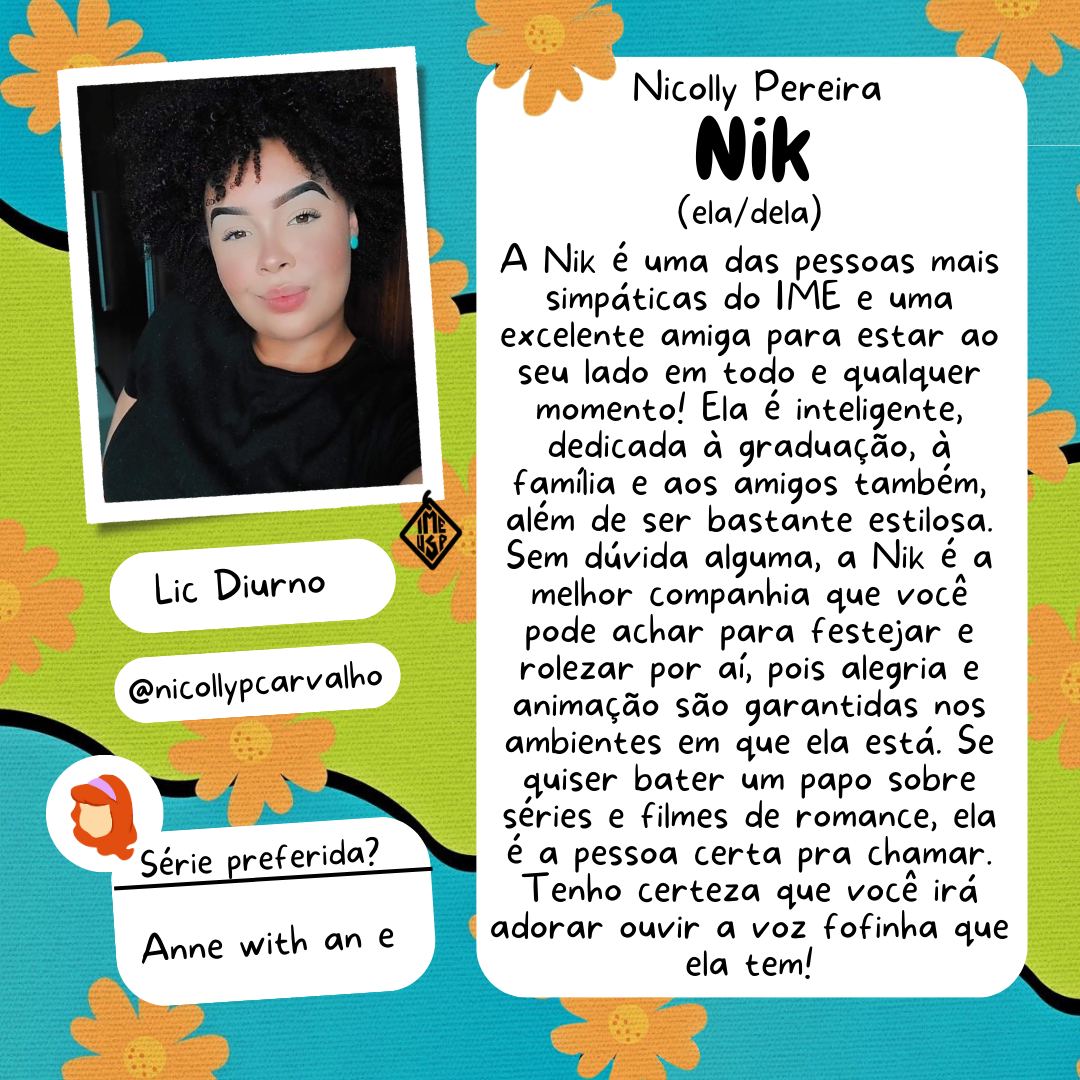 Nicolly Pereira
Nik
(ela/dela)
A Nik é uma das pessoas mais
simpáticas do IME e uma
excelente amiga para estar ao
seu lado em todo e qualquer
momento! Ela é inteligente,
dedicada à graduação, à
família e aos amigos também,
além de ser bastante estilosa.
Sem dúvida alguma, a Nik é a
melhor companhia que você
pode achar para festejar e
rolezar por aí, pois alegria e
animação são garantidas nos
ambientes em que ela está. Se
quiser bater um papo sobre
séries e filmes de romance, ela
é a pessoa certa pra chamar.
Tenho certeza que você irá
adorar ouvir a voz fofinha que
ela tem!
IME
USP
Lic Diurno
@nicollypcarvalho
Série preferida?
Anne with an e